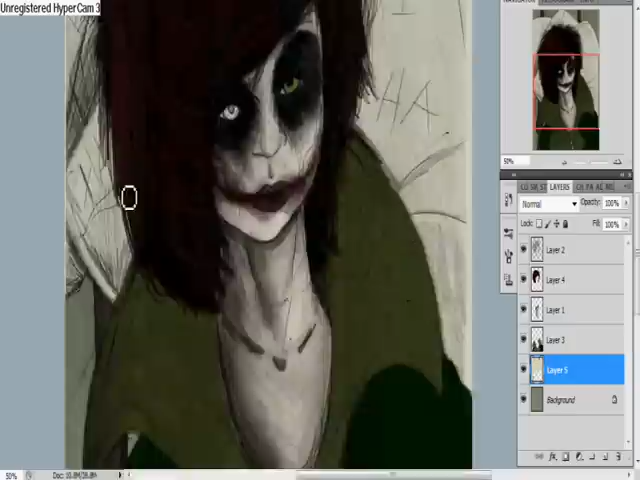 Unregistered HyperCam 3
HA
50%
LAYERS
Normal
Opacity: 100%
Lock:
Fill: 100%
Layer 2
Layer 4
Layer 1
Layer 3
Layer 5
Background
50%